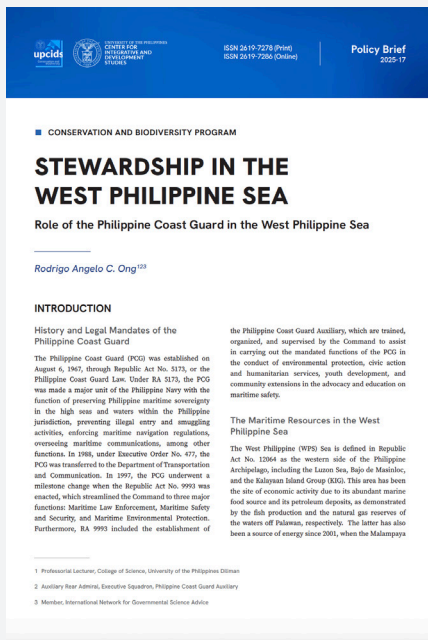 upcids
UNIVERSITY OF THE PHILIPPINES
CENTER FOR
INTEGRATIVE AND
DEVELOPMENT
STUDIES
ISSN 2619-7278 (Print)
ISSN 2619-7286 (Online)
Policy Brief
2025-17
CONSERVATION AND BIODIVERSITY PROGRAM
STEWARDSHIP IN THE
WEST PHILIPPINE SEA
Role of the Philippine Coast Guard in the West Philippine Sea
Rodrigo Angelo C. Ong¹²³
INTRODUCTION
History and Legal Mandates of the
Philippine Coast Guard
The Philippine Coast Guard (PCG) was established on
August 6, 1967, through Republic Act No. 5173, or the
Philippine Coast Guard Law. Under RA 5173, the PCG
was made a major unit of the Philippine Navy with the
function of preserving Philippine maritime sovereignty
in the high seas and waters within the Philippine
jurisdiction, preventing illegal entry and smuggling
activities, enforcing maritime navigation regulations,
overseeing maritime communications, among other
functions. In 1988, under Executive Order No. 477, the
PCG was transferred to the Department of Transportation
and Communication. In 1997, the PCG underwent a
milestone change when the Republic Act No. 9993 was
enacted, which streamlined the Command to three major
functions: Maritime Law Enforcement, Maritime Safety
and Security, and Maritime Environmental Protection.
Furthermore, RA 9993 included the establishment of
the Philippine Coast Guard Auxiliary, which are trained,
organized, and supervised by the Command to assist
in carrying out the mandated functions of the PCG in
the conduct of environmental protection, civic action
and humanitarian services, youth development, and
community extensions in the advocacy and education on
maritime safety.
The Maritime Resources in the West
Philippine Sea
The West Philippine (WPS) Sea is defined in Republic
Act No. 12064 as the western side of the Philippine
Archipelago, including the Luzon Sea, Bajo de Masinloc,
and the Kalayaan Island Group (KIG). This area has been
the site of economic activity due to its abundant marine
food source and its petroleum deposits, as demonstrated
by the fish production and the natural gas reserves of
the waters off Palawan, respectively. The latter has also
been a source of energy since 2001, when the Malampaya
1 Professorial Lecturer, College of Science, University of the Philippines Diliman
2 Auxiliary Rear Admiral, Executive Squadron, Philippine Coast Guard Auxiliary
3 Member, International Network for Governmental Science Advice